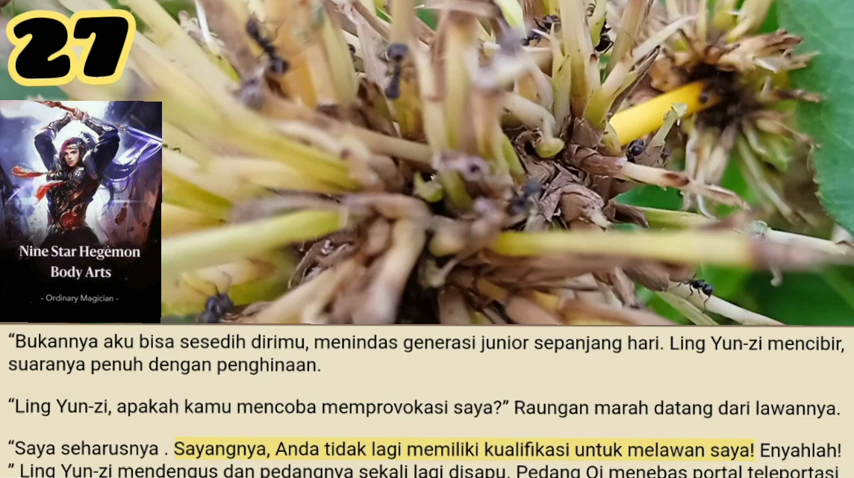 27
Nine Star Hegemon
Body Arts
- Ordinary Magician -
“Bukannya aku bisa sesedih dirimu, menindas generasi junior sepanjang hari. Ling Yun-zi mencibir,
suaranya penuh dengan penghinaan.
“Ling Yun-zi, apakah kamu mencoba memprovokasi saya?” Raungan marah datang dari lawannya.
“Saya seharusnya . Sayangnya, Anda tidak lagi memiliki kualifikasi untuk melawan saya! Enyahlah!
” Ling Yun-zi mendengus dan pedangnya sekali lagi disapu. Pedang Qi menebas portal teleportasi